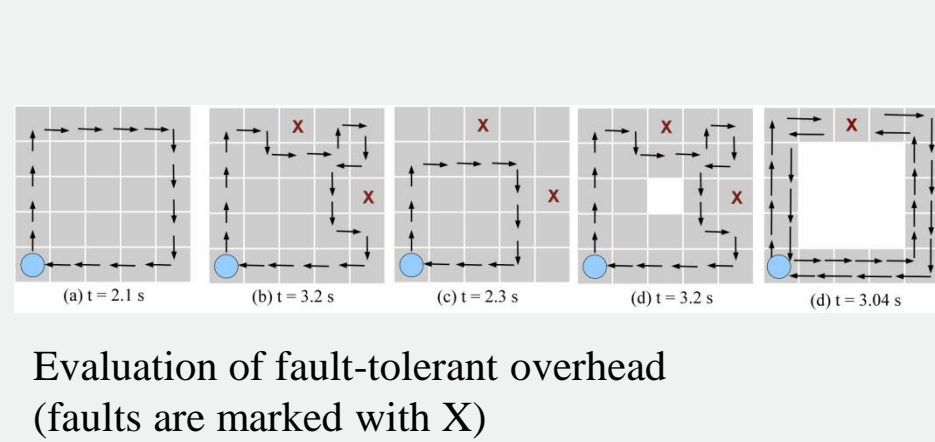 X X X X X X
X X X
(a) t = 2.1 s (b) t = 3.2 s (c) t = 2.3 s (d) t = 3.2 s (d) t = 3.04 s
Evaluation of fault-tolerant overhead
(faults are marked with X)